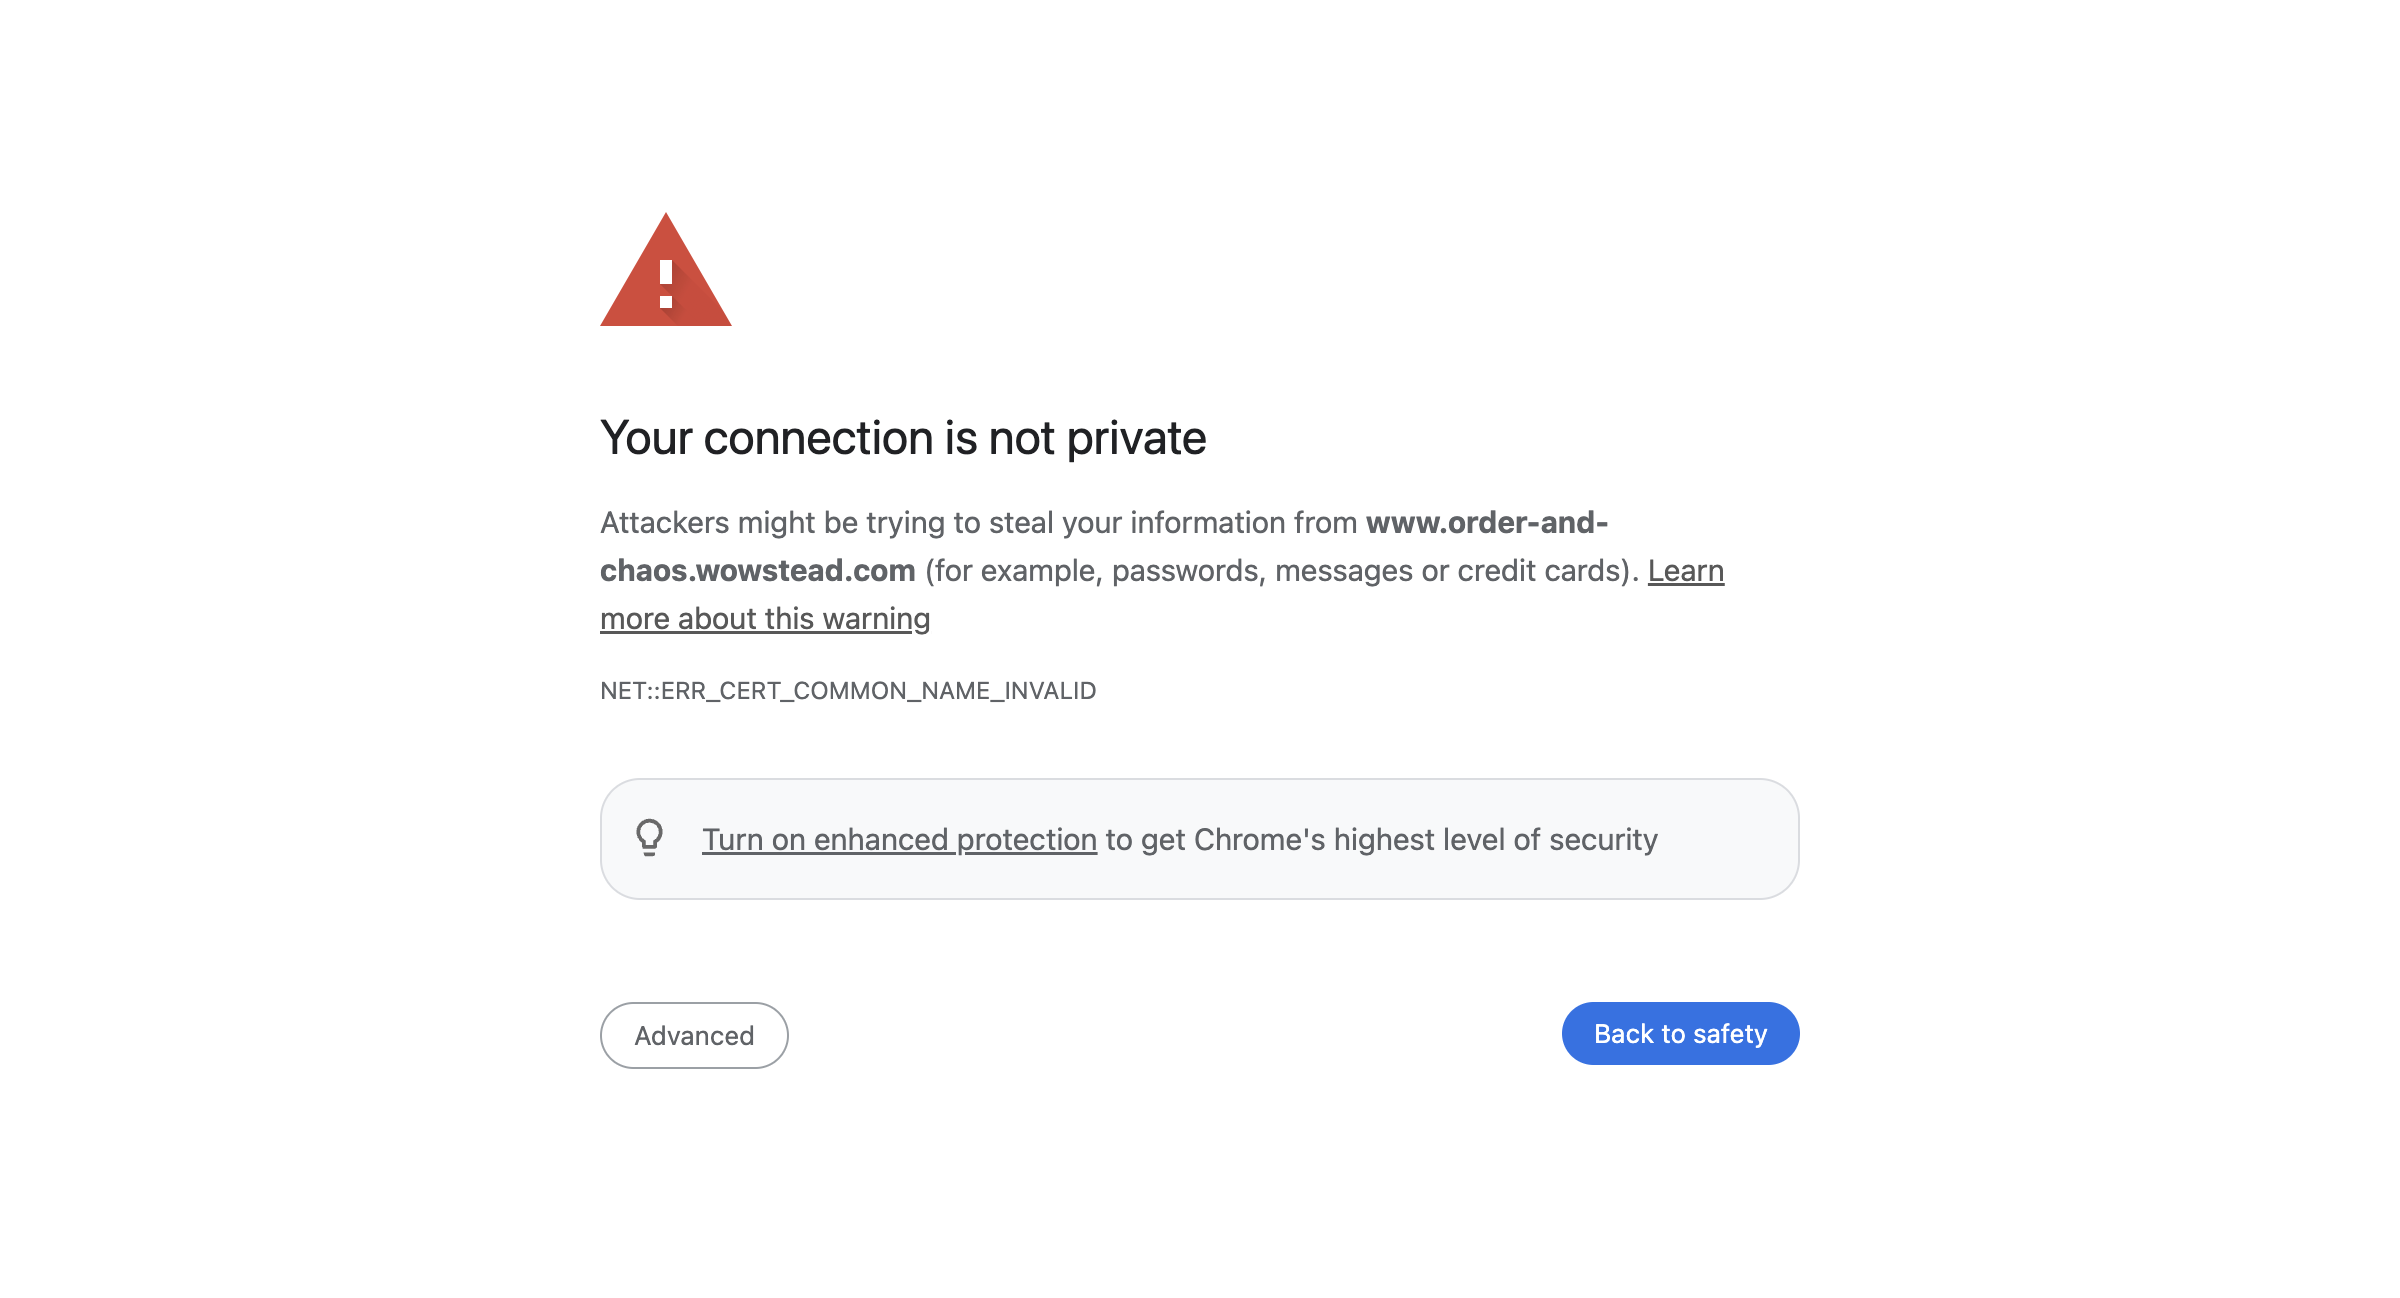 Your connection is not private
Attackers might be trying to steal your information from www.order-and-
chaos.wowstead.com (for example, passwords, messages or credit cards). Learn
more about this warning
NET::ERR_CERT_COMMON_NAME_INVALID
Turn on enhanced protection to get Chrome's highest level of security
Advanced
Back to safety